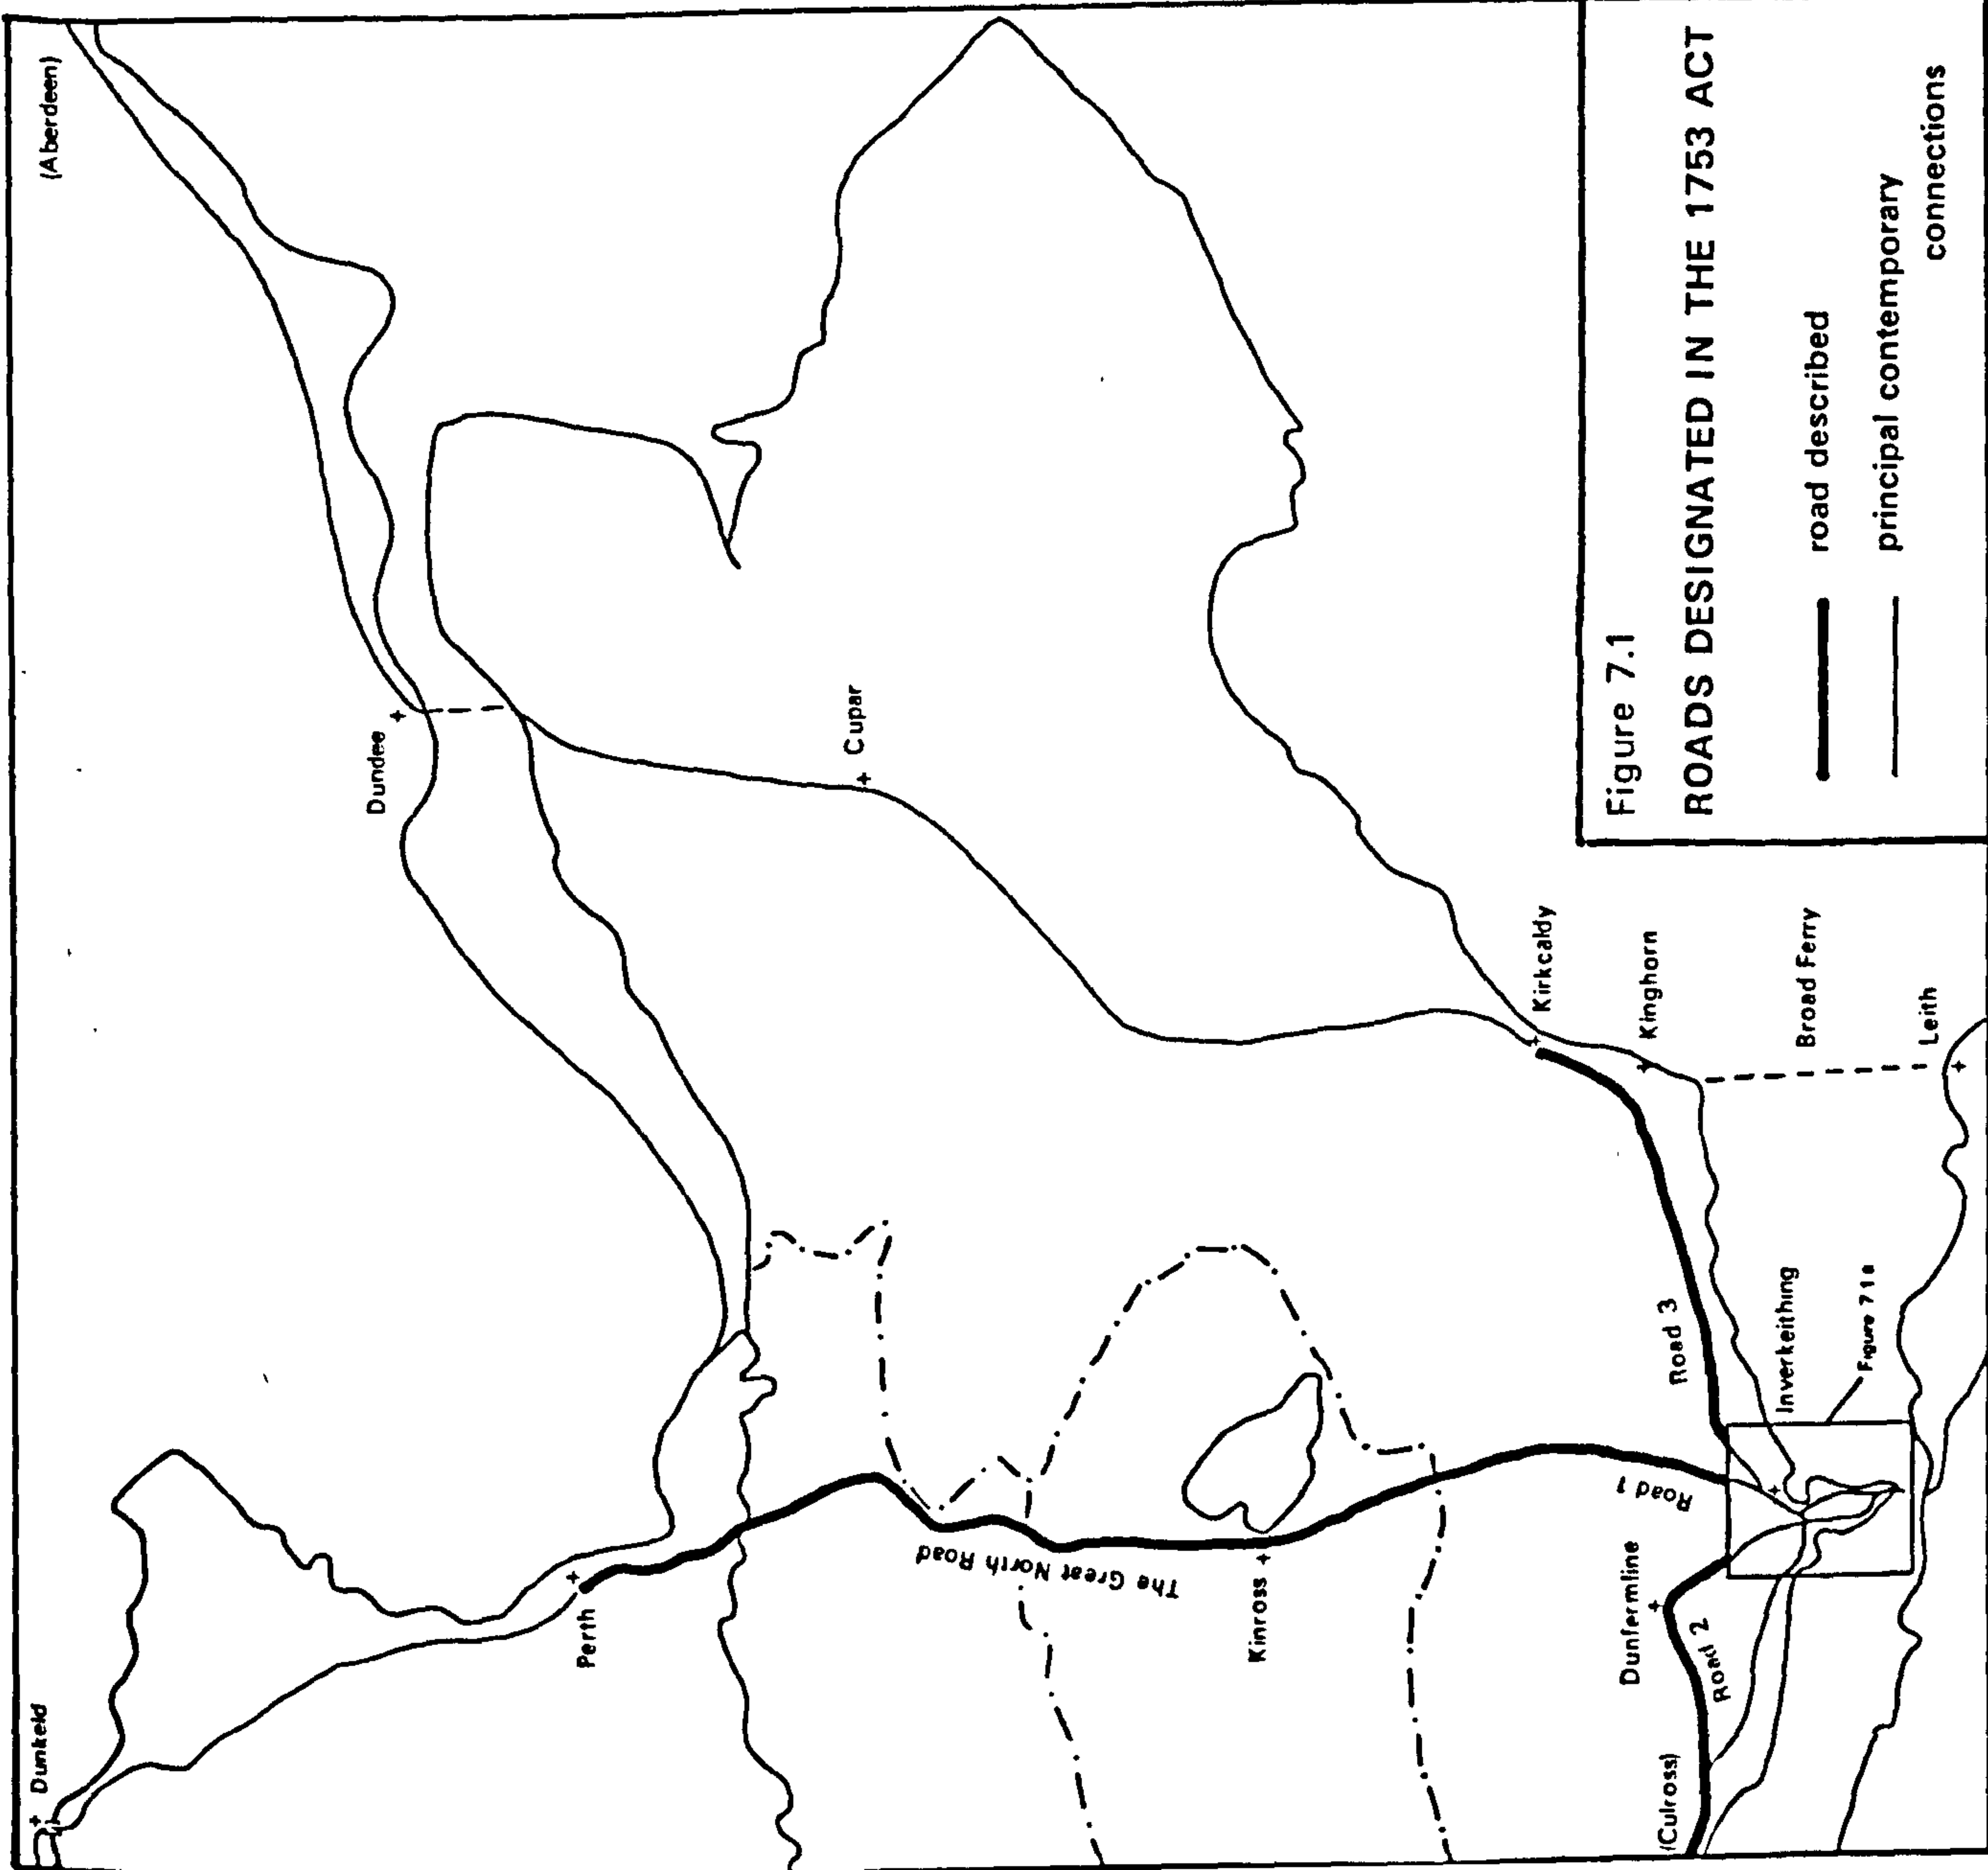 Dunkeld
(Aberdeen)
Dundee
Perth
Cupar
The Great North Road
Kinross
Kirkcaldy
Kinghorn
Broad Ferry
Leith
Road 3
Inverkeithing
Figure 7.1a
Road 1
Dunfermline
Road 2
(Culross)
Figure 7.1
ROADS DESIGNATED IN THE 1753 ACT
road described
principal contemporary
connections